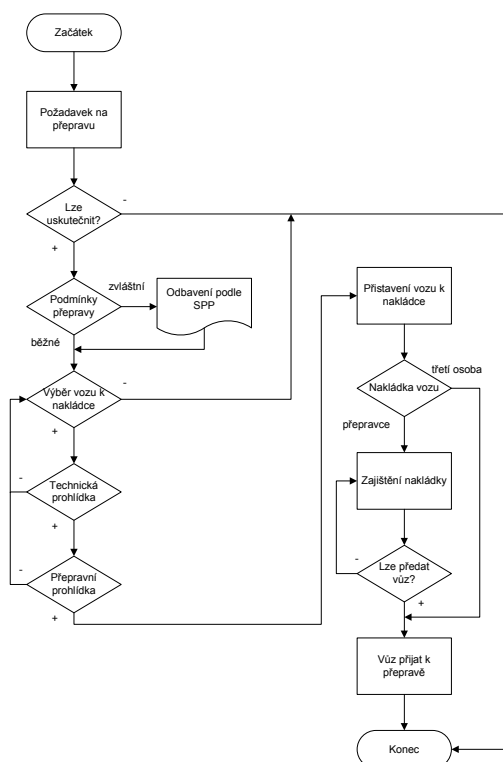 Začátek
Požadavek na
přepravu
Lze
uskutečnit?
-
+
Podmínky
přepravy
zvláštní
Odbavení podle
SPP
běžné
Výběr vozu k
nakládce
-
+
Technická
prohlídka
-
+
Přepravní
prohlídka
-
+
Přistavení vozu k
nakládce
Nakládka vozu
třetí osoba
přepravce
Zajištění nakládky
Lze předat
vůz?
-
+
Vůz přijat k
přepravě
Konec